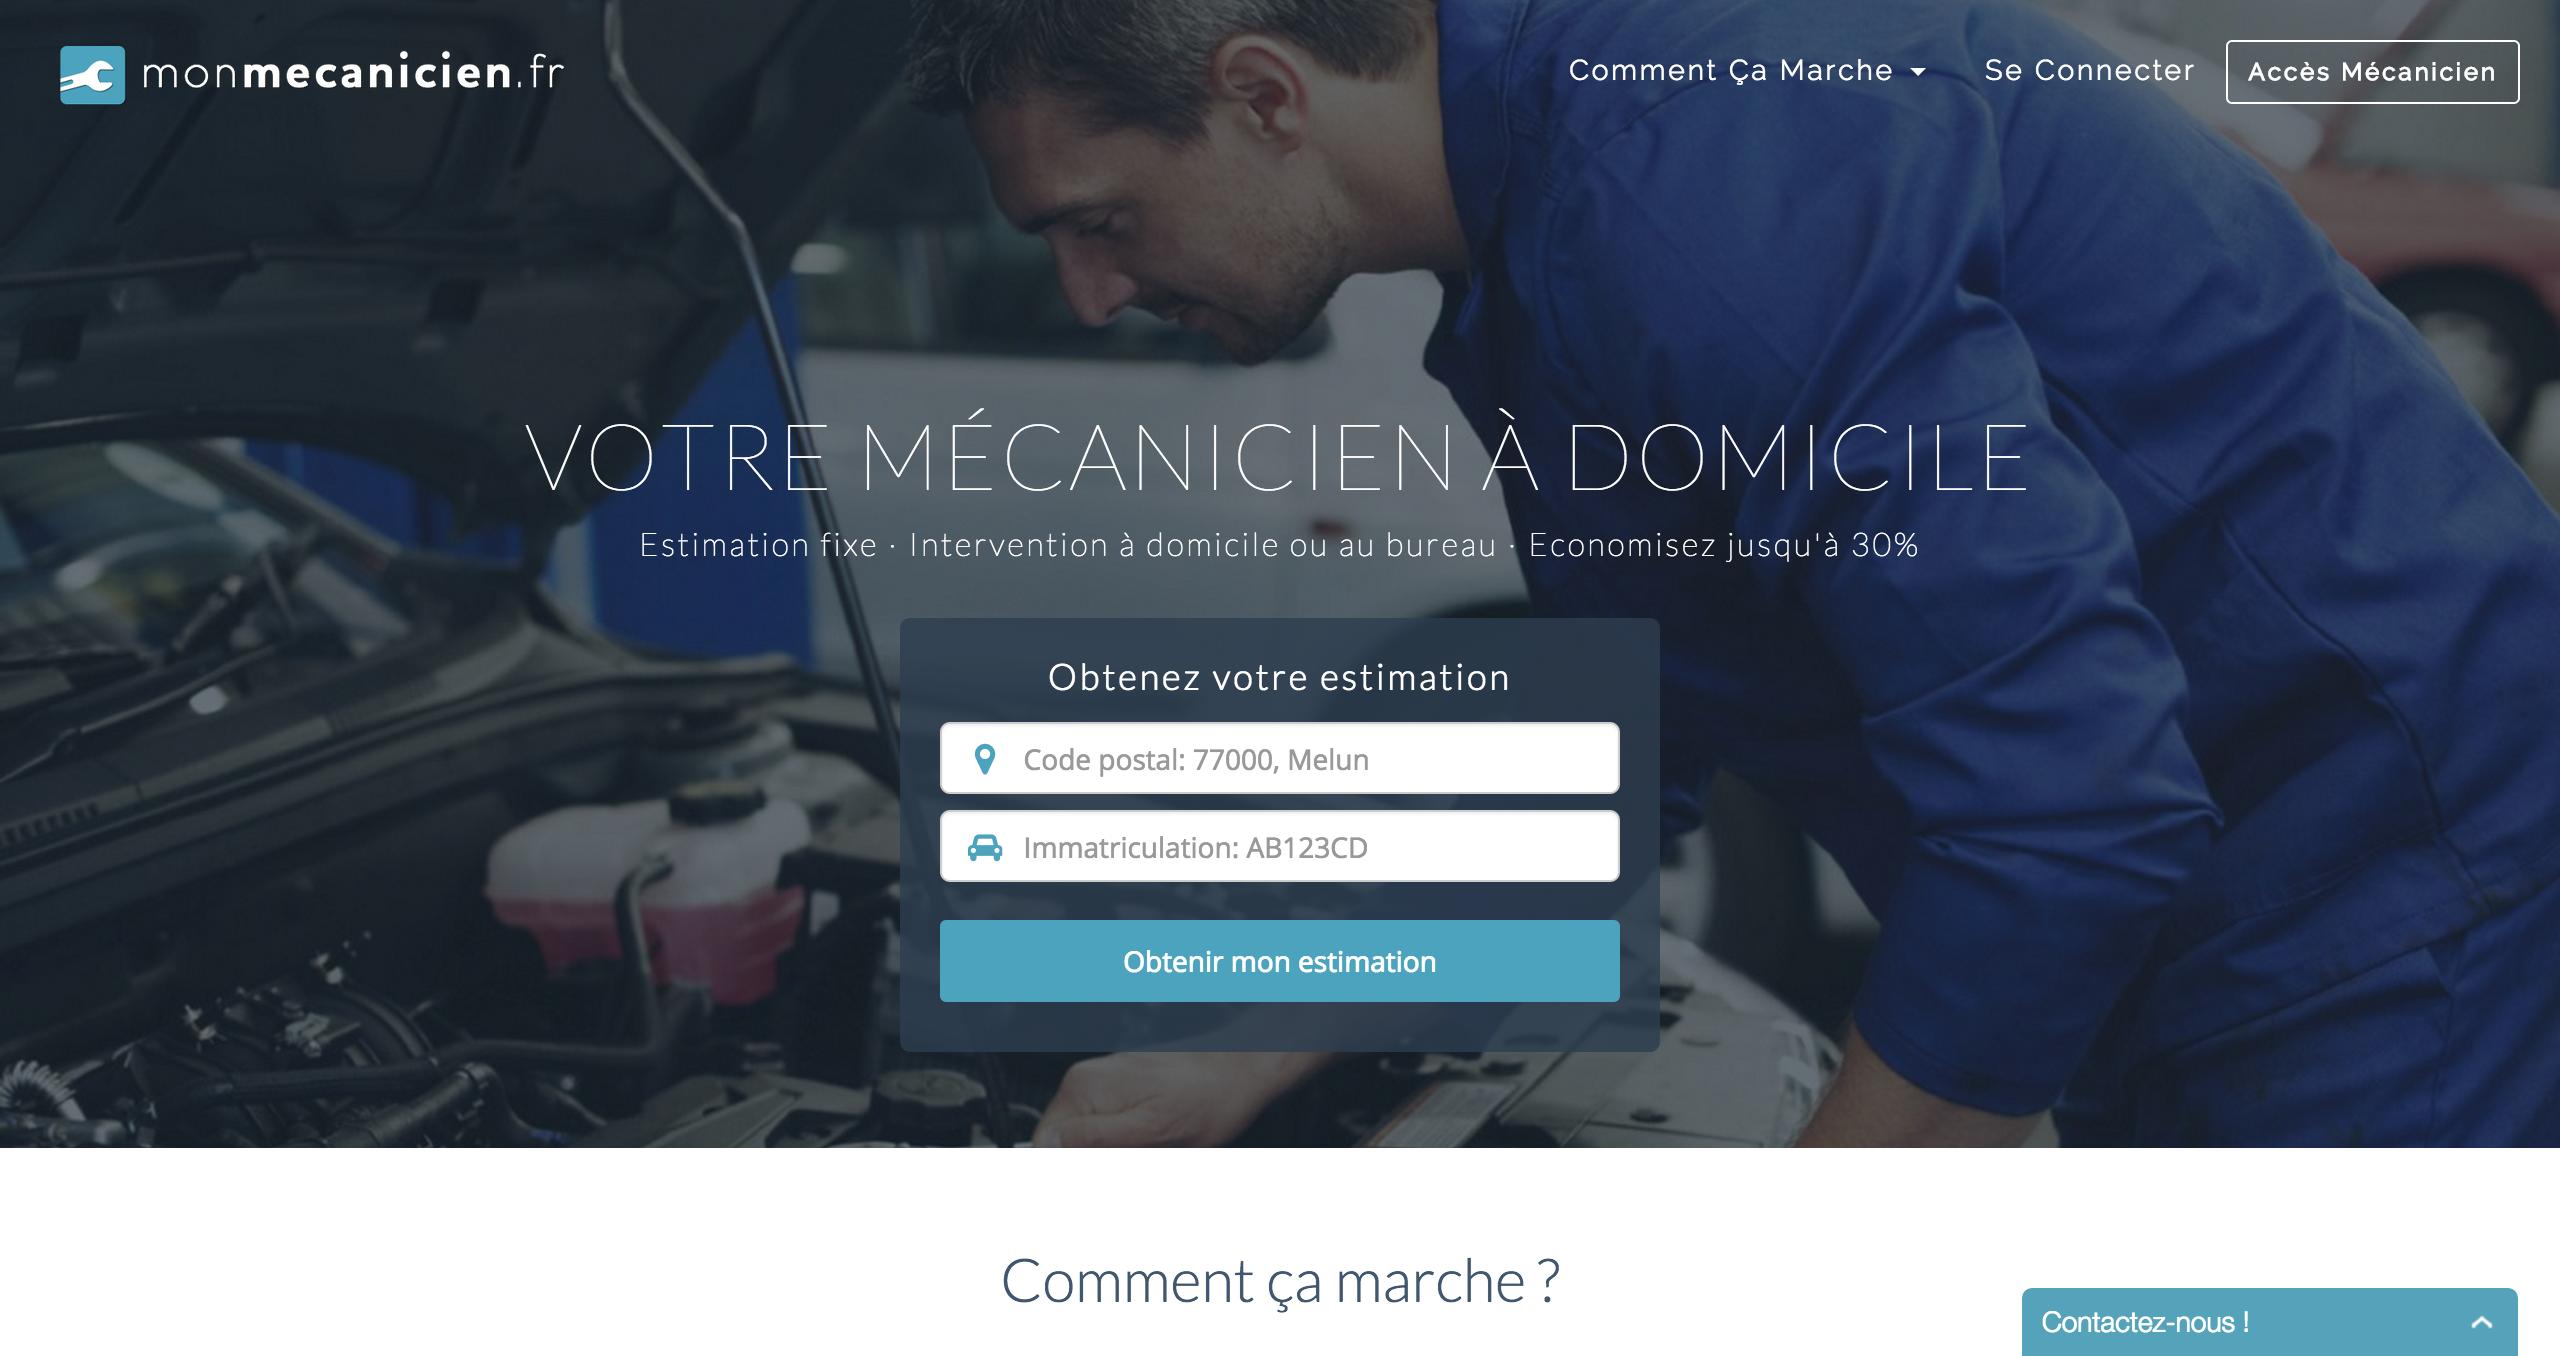 monmecanicien.fr
Comment Ça Marche
Se Connecter
Accès Mécanicien
VOTRE MÉCANICIEN À DOMICILE
Estimation fixe · Intervention à domicile ou au bureau · Economisez jusqu'à 30%
Obtenez votre estimation
Code postal: 77000, Melun
Immatriculation: AB123CD
Obtenir mon estimation
Comment ça marche ?
Contactez-nous !